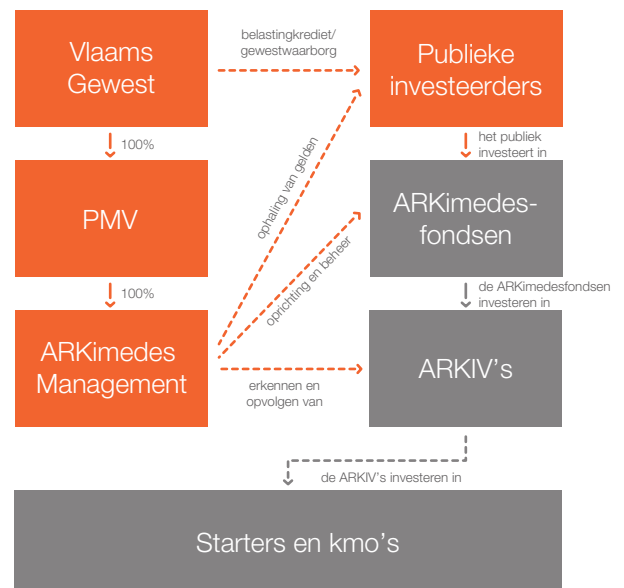 Vlaams
Gewest
belastingkrediet/
gewestwaarborg
Publieke
investeerders
100%
het publiek
investeert in
PMV
ophaling van gelden
ARKimedes-
fondsen
100%
oprichting en beheer
de ARKimedesfondsen
investeren in
ARKimedes
Management
erkennen en
opvolgen van
ARKIV’s
de ARKIV’s investeren in
Starters en kmo’s